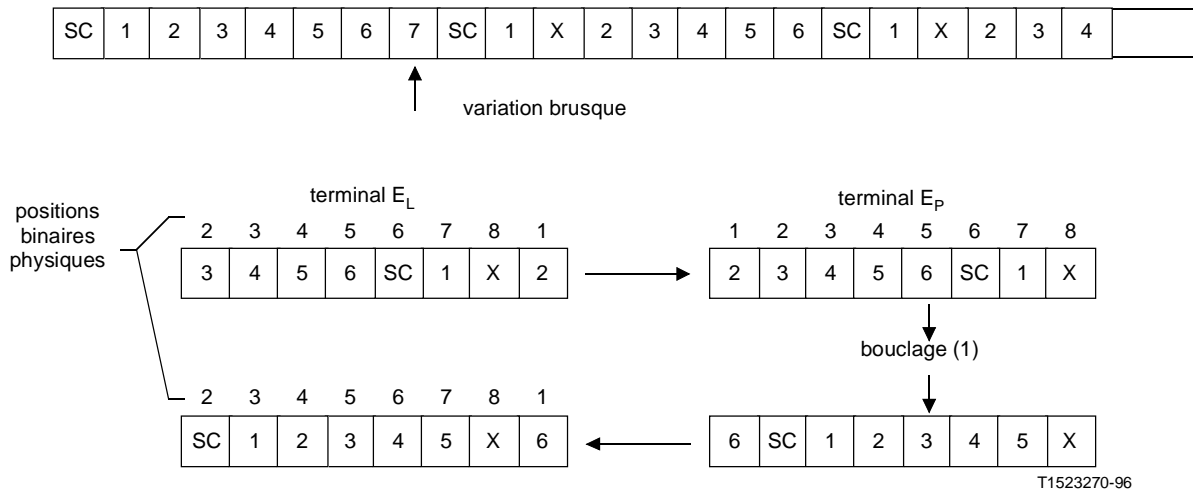 SC 1 2 3 4 5 6 7 SC 1 X 2 3 4 5 6 SC 1 X 2 3 4
variation brusque
terminal E_L
terminal E_P
positions
binaires
physiques
2 3 4 5 6 7 8 1
1 2 3 4 5 6 7 8
3 4 5 6 SC 1 X 2
2 3 4 5 6 SC 1 X
bouclage (1)
2 3 4 5 6 7 8 1
SC 1 2 3 4 5 X 6
6 SC 1 2 3 4 5 X
T1523270-96